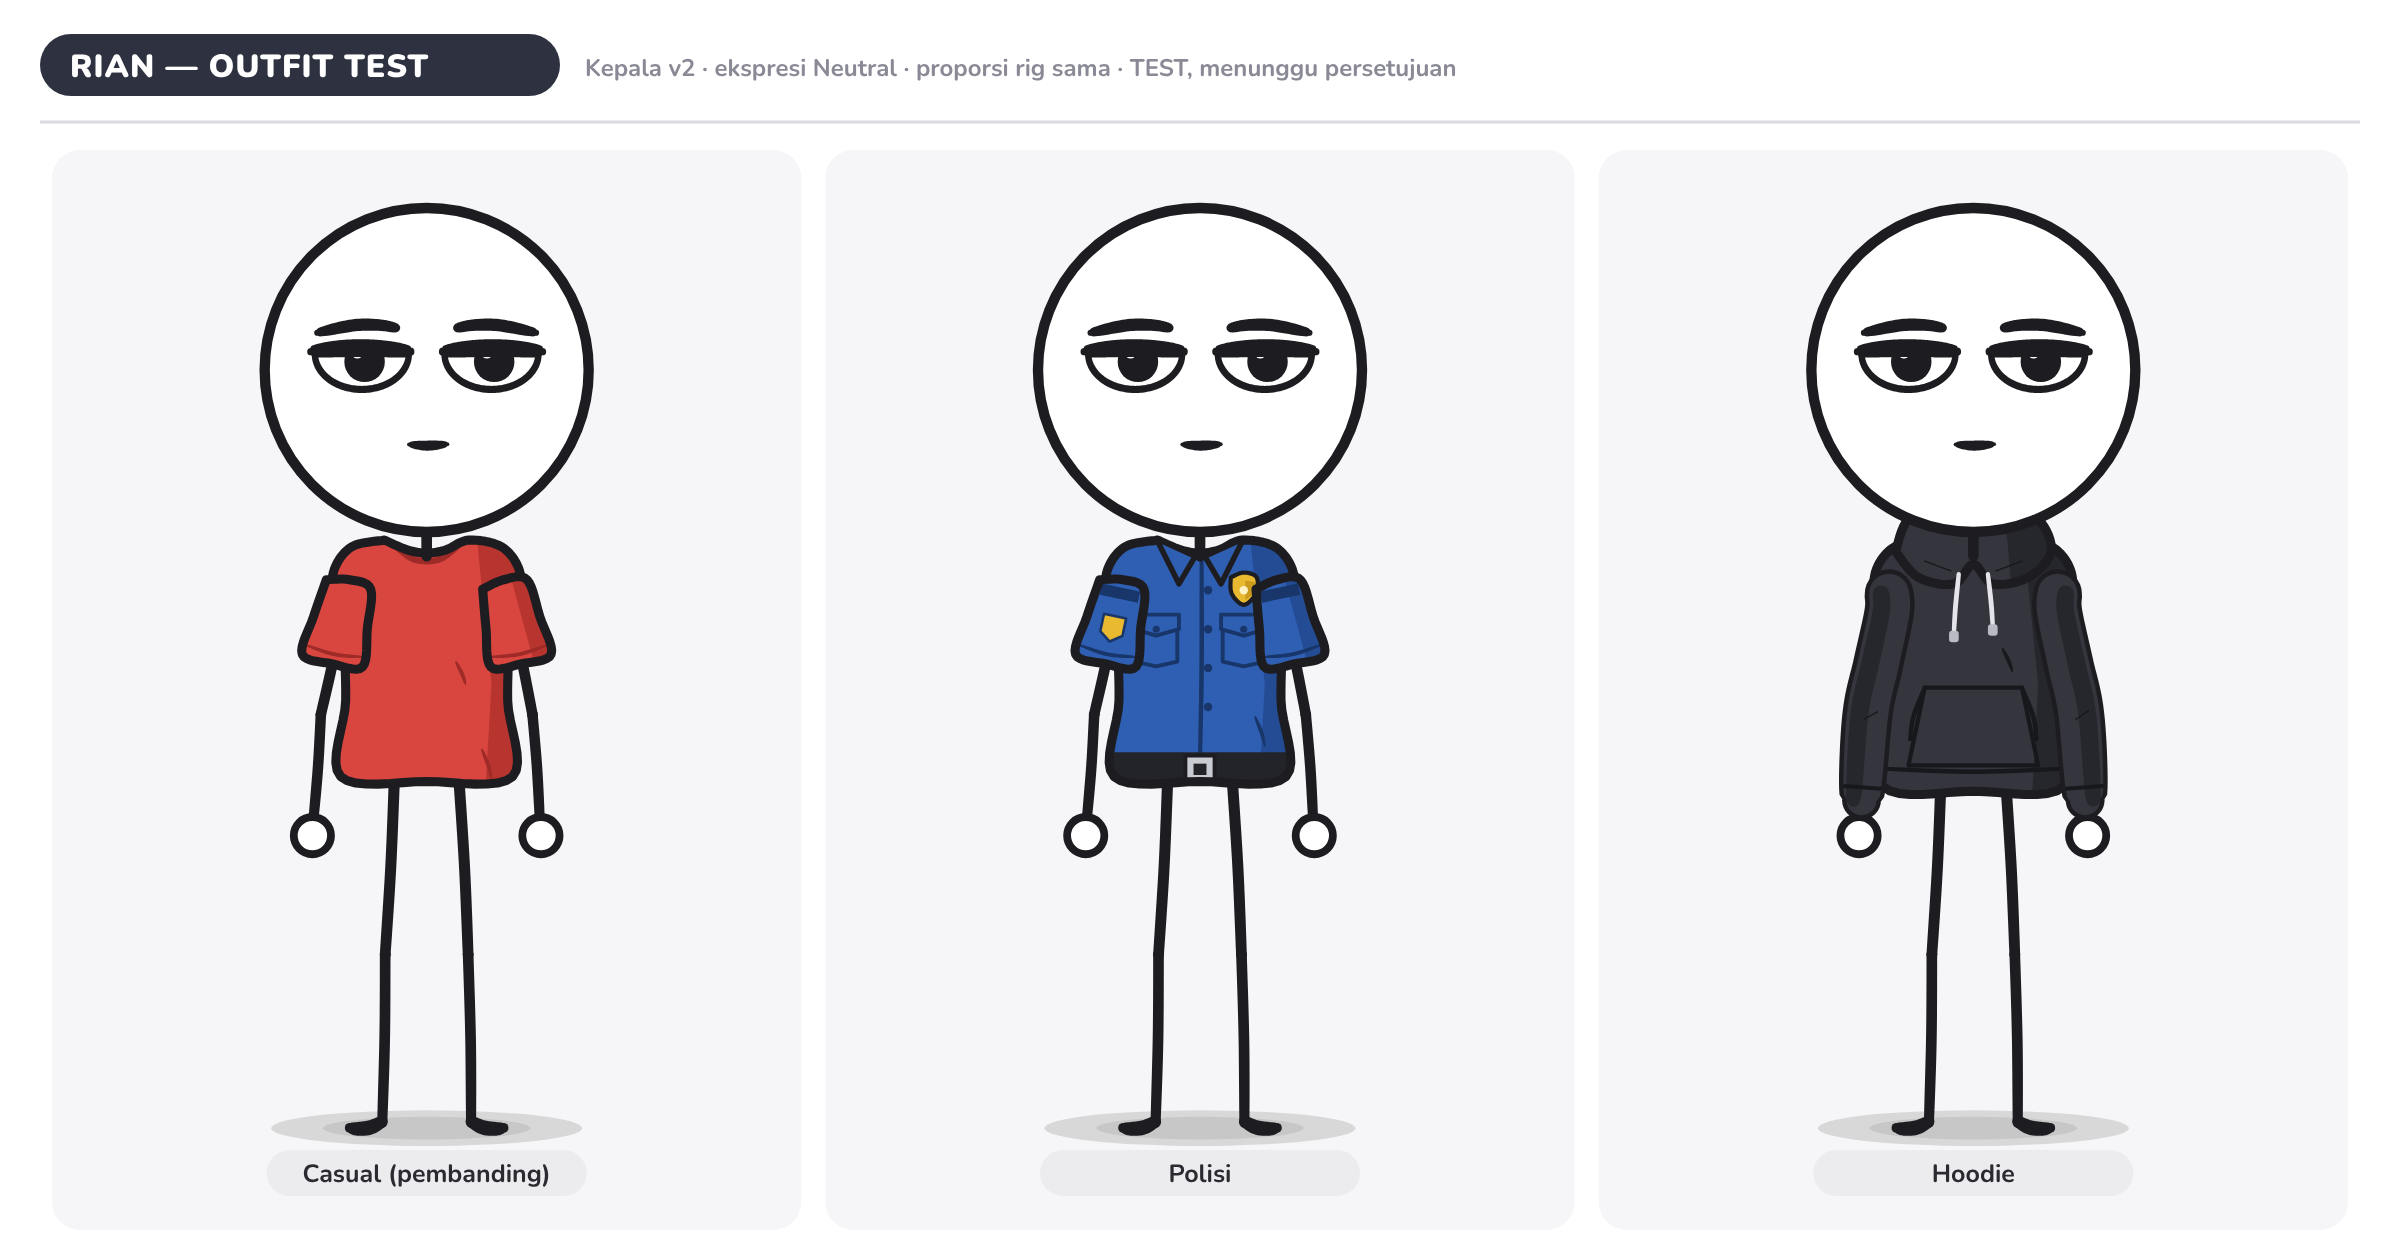 RIAN — OUTFIT TEST
Kepala v2 · ekspresi Neutral · proporsi rig sama · TEST, menunggu persetujuan
Casual (pembanding)
Polisi
Hoodie